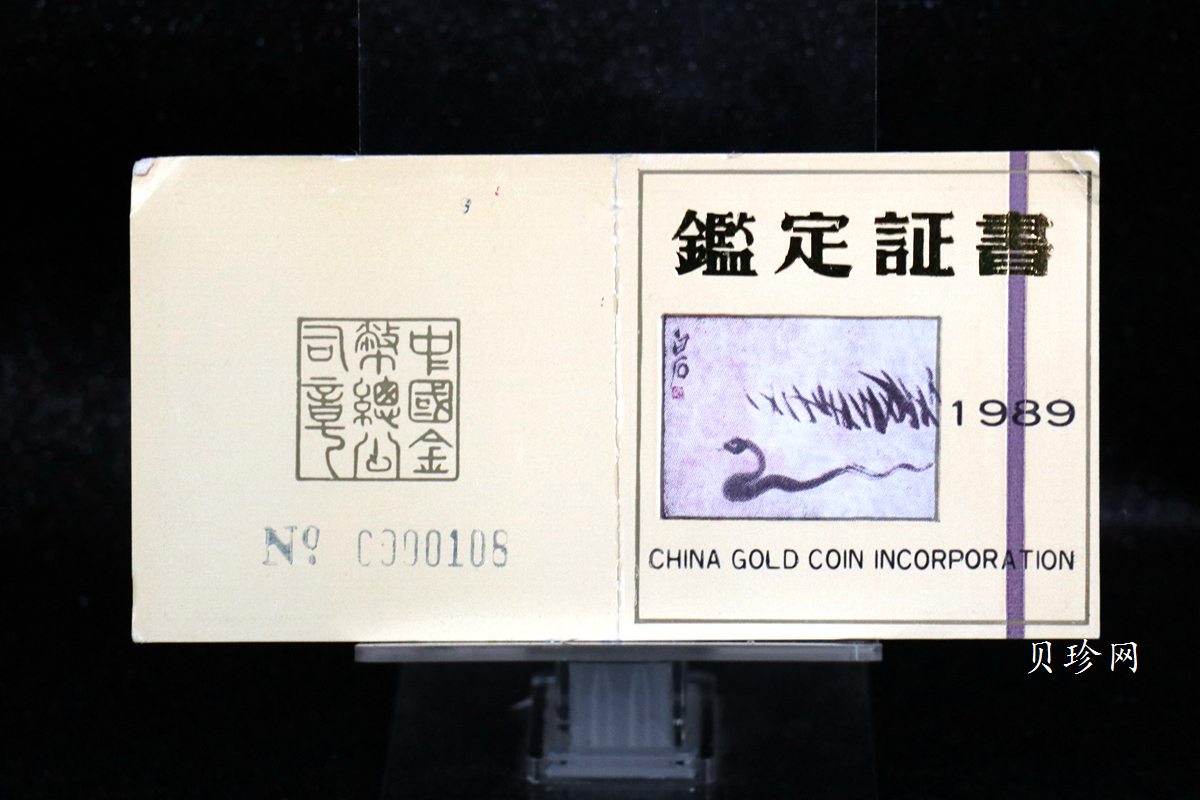 中國金
幣總公
司章
Nº 0000108
鑑定証書
白石
1989
CHINA GOLD COIN INCORPORATION
贝珍网